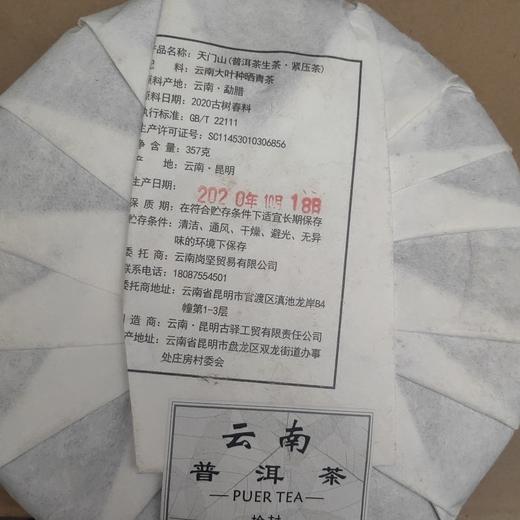 产品名称：天门山(普洱茶生茶·紧压茶)
料：云南大叶种晒青茶
原料产地：云南·勐腊
原料日期：2020古树春料
执行标准：GB/T 22111
生产许可证号：SC11453010306856
净含量：357克
产 地：云南·昆明
生产日期：2020年10月18日
保质期：在符合贮存条件下适宜长期保存
贮存条件：清洁、通风、干燥、避光、无异
味的环境下保存
委托商：云南岗坚贸易有限公司
联系电话：18087554501
委托商地址：云南省昆明市官渡区滇池龙岸B4
幢第1-3层
制造商：云南·昆明古驿工贸有限责任公司
产地址：云南省昆明市盘龙区双龙街道办事
处庄房村委会
云南
普洱茶
PUER TEA
检封